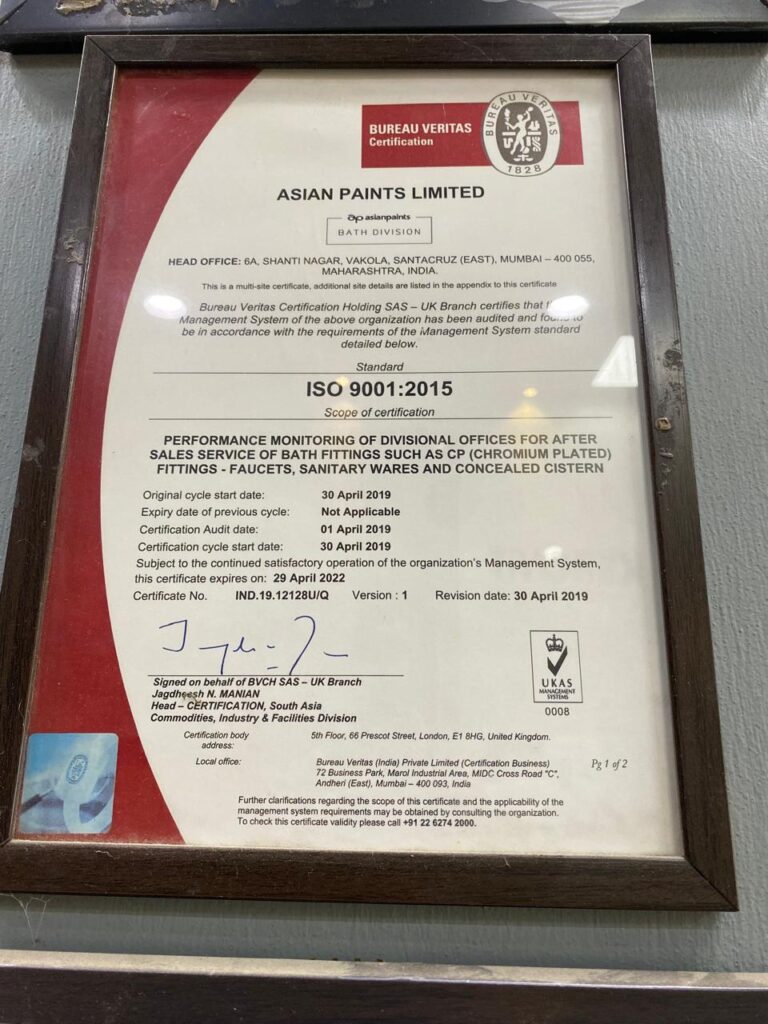 BUREAU VERITAS
Certification
BUREAU VERITAS
1828
ASIAN PAINTS LIMITED
ap asianpaints
BATH DIVISION
HEAD OFFICE: 6A, SHANTI NAGAR, VAKOLA, SANTACRUZ (EAST), MUMBAI – 400 055,
MAHARASHTRA, INDIA.
This is a multi-site certificate, additional site details are listed in the appendix to this certificate
Bureau Veritas Certification Holding SAS – UK Branch certifies that
Management System of the above organization has been audited and found to
be in accordance with the requirements of the Management System standard
detailed below.
Standard
ISO 9001:2015
Scope of certification
PERFORMANCE MONITORING OF DIVISIONAL OFFICES FOR AFTER
SALES SERVICE OF BATH FITTINGS SUCH AS CP (CHROMIUM PLATED)
FITTINGS - FAUCETS, SANITARY WARES AND CONCEALED CISTERN
Original cycle start date: 30 April 2019
Expiry date of previous cycle: Not Applicable
Certification Audit date: 01 April 2019
Certification cycle start date: 30 April 2019
Subject to the continued satisfactory operation of the organization's Management System,
this certificate expires on: 29 April 2022
Certificate No. IND.19.12128U/Q Version : 1 Revision date: 30 April 2019
Signed on behalf of BVCH SAS – UK Branch
Jagdheesh N. MANIAN
Head – CERTIFICATION, South Asia
Commodities, Industry & Facilities Division
UKAS
MANAGEMENT
SYSTEMS
0008
Certification body
address:
5th Floor, 66 Prescot Street, London, E1 8HG, United Kingdom.
Local office:
Bureau Veritas (India) Private Limited (Certification Business)
72 Business Park, Marol Industrial Area, MIDC Cross Road "C",
Andheri (East), Mumbai – 400 093, India
Pg 1 of 2
Further clarifications regarding the scope of this certificate and the applicability of the
management system requirements may be obtained by consulting the organization.
To check this certificate validity please call +91 22 6274 2000.